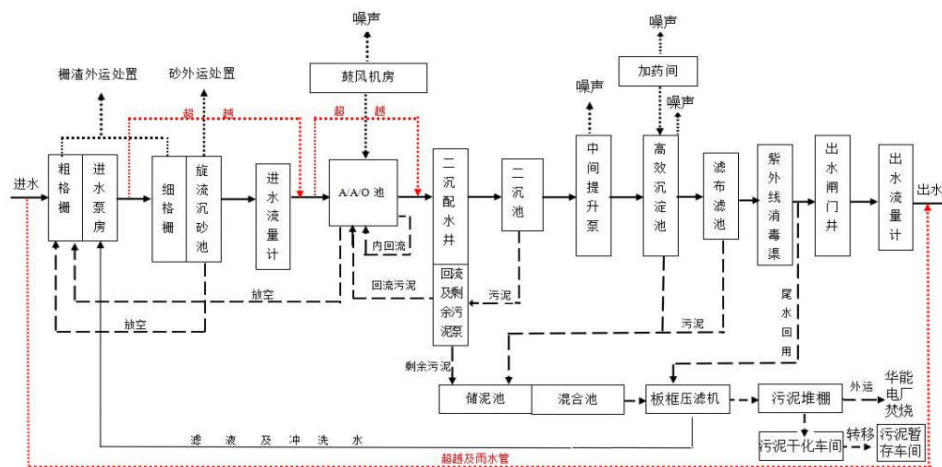 噪声
噪声
栅渣外运处置
砂外运处置
鼓风机房
加药间
噪声
噪声
超越
超越
进水
粗格栅
进水泵房
细格栅
旋流沉砂池
进水流量计
A/A/O池
二沉配水井
二沉池
中间提升泵
高效沉淀池
滤布滤池
紫外线消毒渠
出水闸门井
出水流量计
出水
内回流
回流污泥
回流及剩余污泥泵
污泥
放空
放空
污泥
尾水回用
剩余污泥
储泥池
混合池
板框压滤机
污泥堆棚
外运
华能
电厂
焚烧
滤液及冲洗水
污泥干化车间
转移
污泥暂
存车间
超越及雨水管